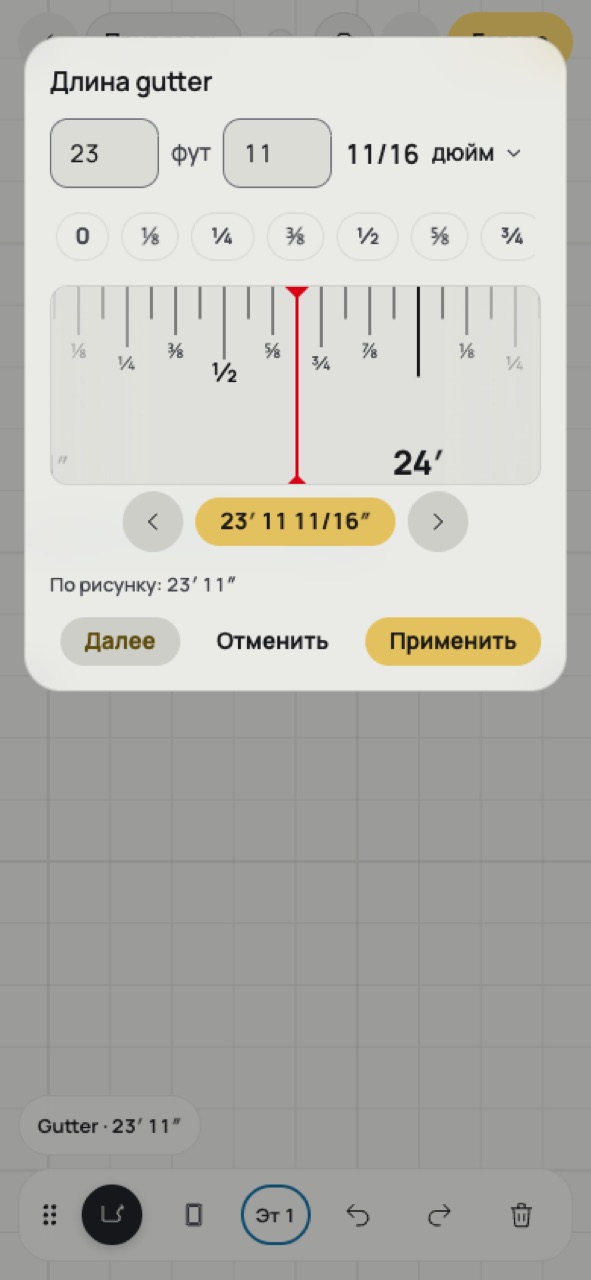 Длина gutter
23 фут 11 11/16 дюйм
0 ⅛ ¼ ⅜ ½ ⅝ ¾
⅛ ¼ ⅜ ½ ⅝ ¾ ⅞ ⅛ ¼
″ 24′
23′ 11 11/16″
По рисунку: 23′ 11″
Далее Отменить Применить
Gutter · 23′ 11″
Эт 1